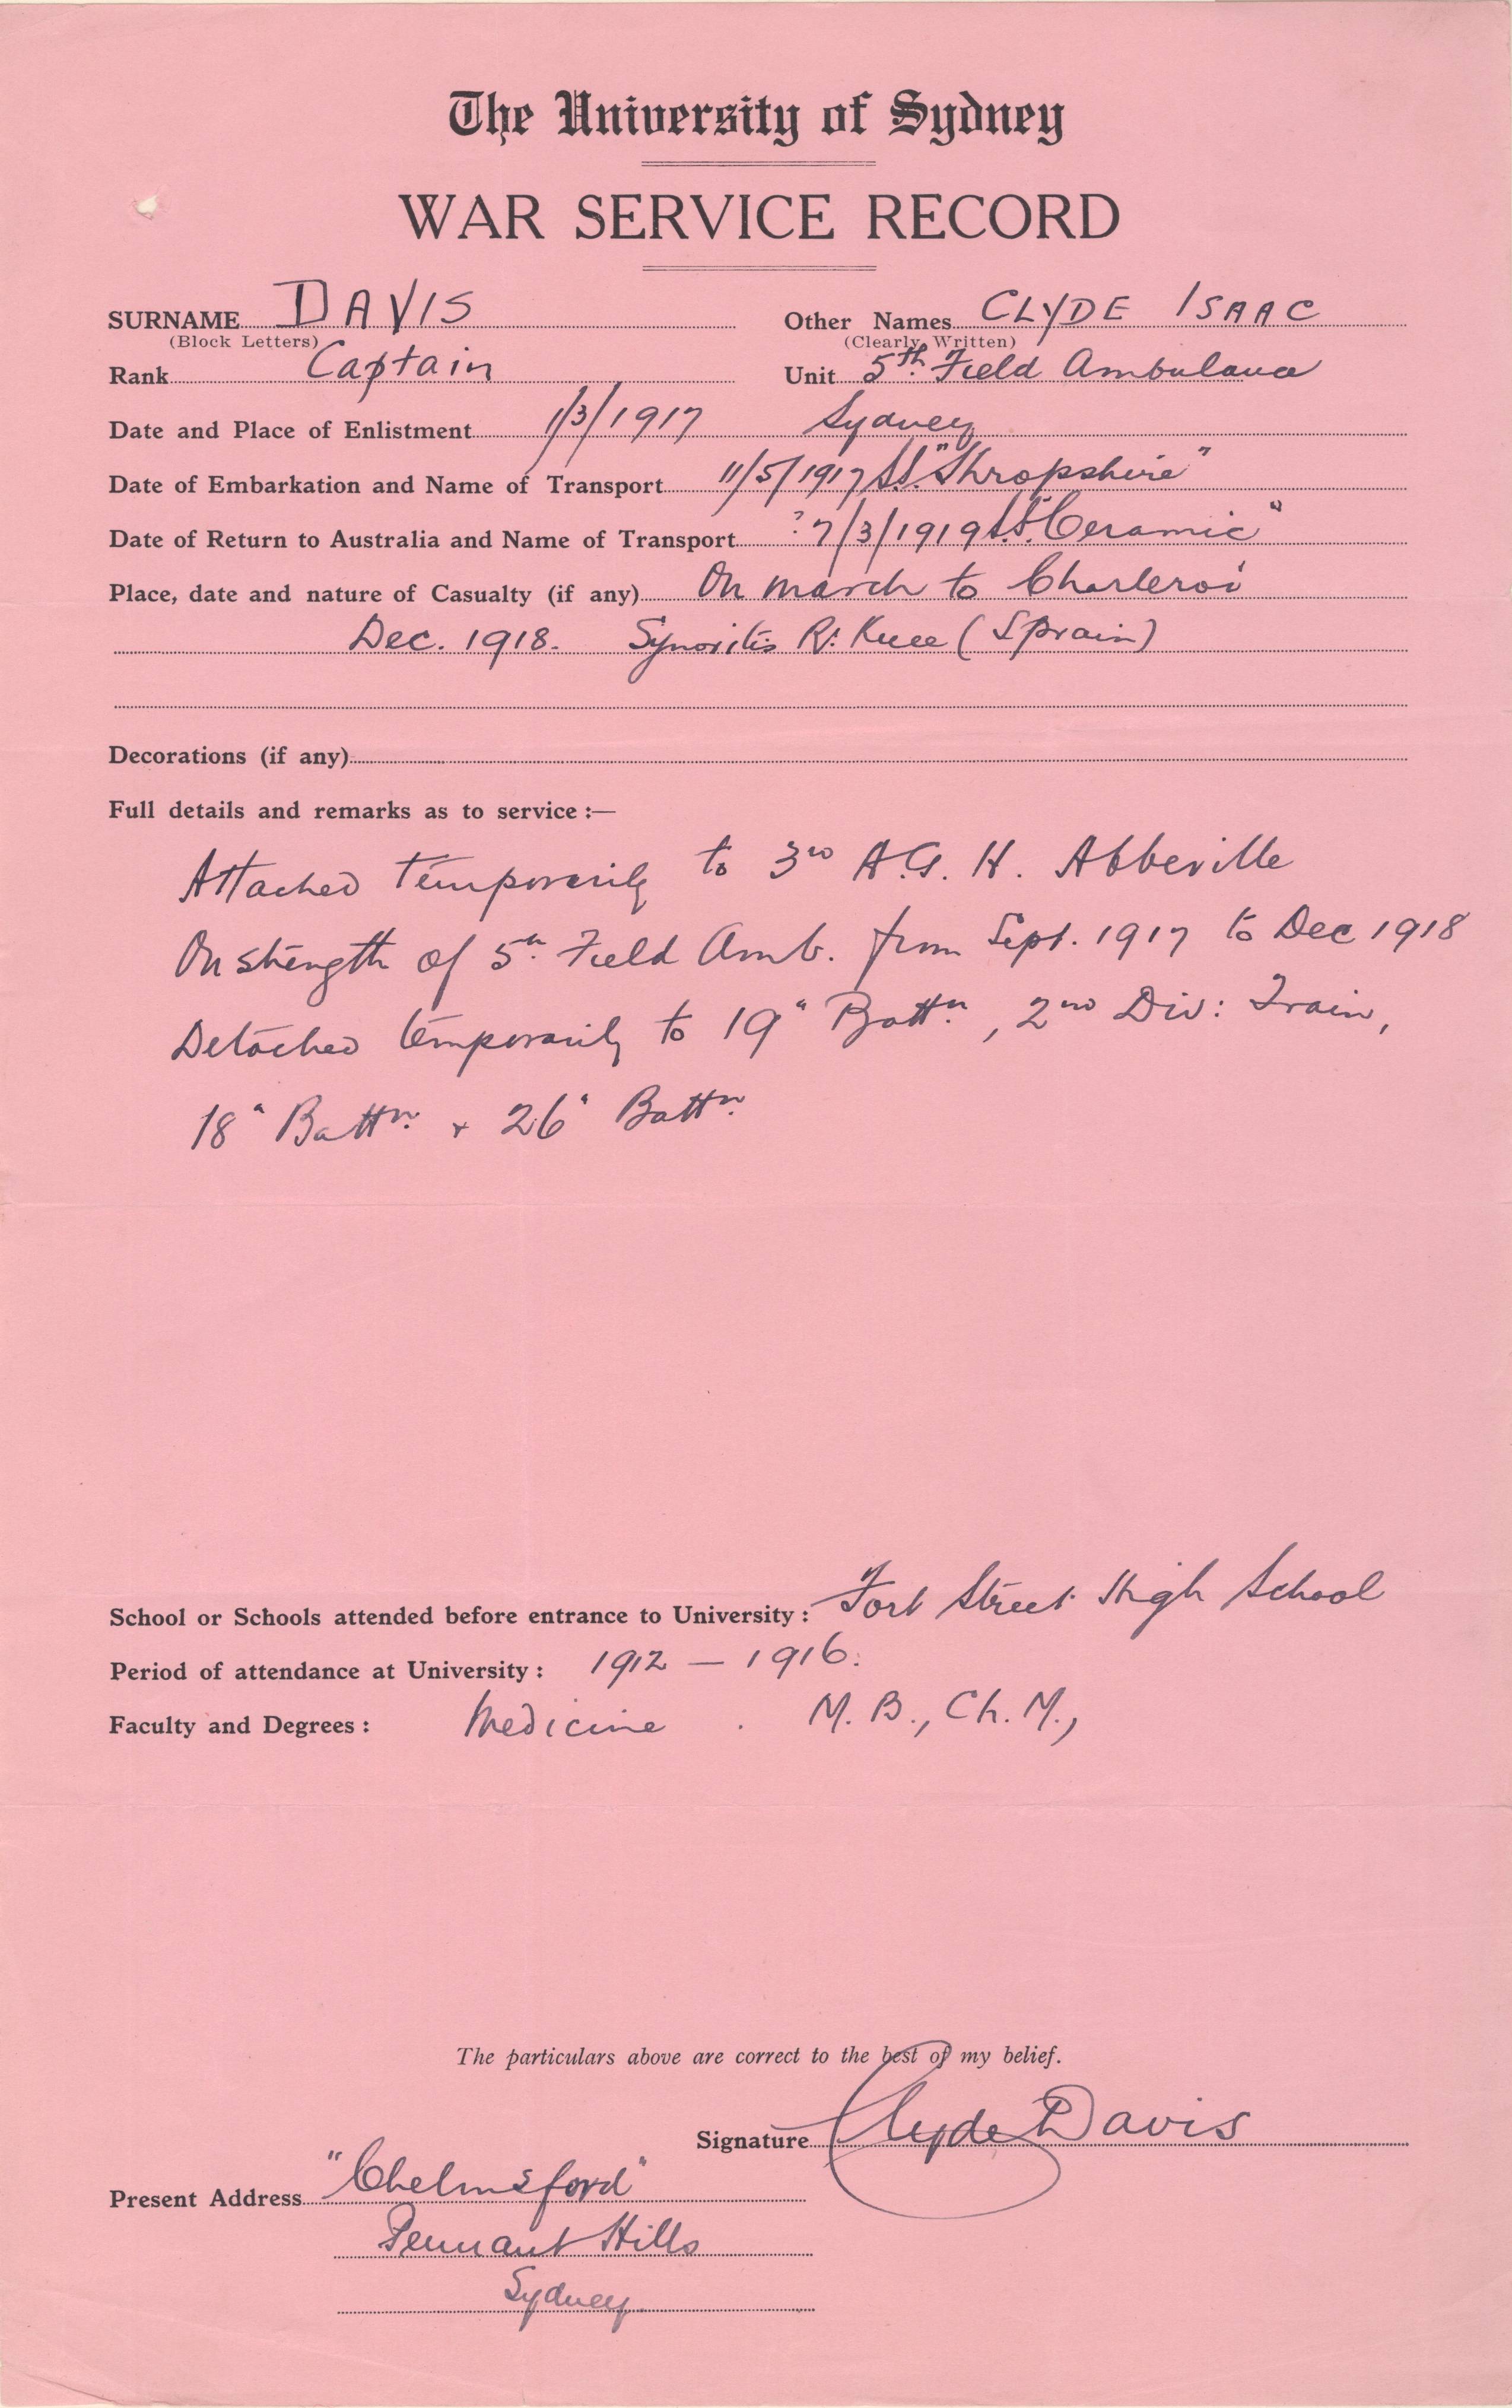 The University of Sydney
WAR SERVICE RECORD
SURNAME DAVIS Other Names CLYDE ISAAC
(Block Letters) (Clearly Written)
Rank Captain Unit 5th Field Ambulance
Date and Place of Enlistment 1/3/1917 Sydney
Date of Embarkation and Name of Transport 11/5/1917 S.S. "Shropshire"
Date of Return to Australia and Name of Transport ?7/3/1919 S.S. "Ceramic"
Place, date and nature of Casualty (if any) On march to Charleroi
Dec. 1918. Synovitis Rt. Knee (Sprain)
Decorations (if any)
Full details and remarks as to service :—
Attached temporarily to 3rd A.G.H. Abbeville
On strength of 5th Field Amb. from Sept. 1917 to Dec 1918
Detached temporarily to 19" Battn., 2nd Div: Train,
18" Battn. + 26" Battn.
School or Schools attended before entrance to University : Fort Street High School
Period of attendance at University : 1912 — 1916.
Faculty and Degrees : Medicine . M.B., Ch.M.,
The particulars above are correct to the best of my belief.
Signature Clyde Davis
Present Address "Chelmsford"
Pennant Hills
Sydney